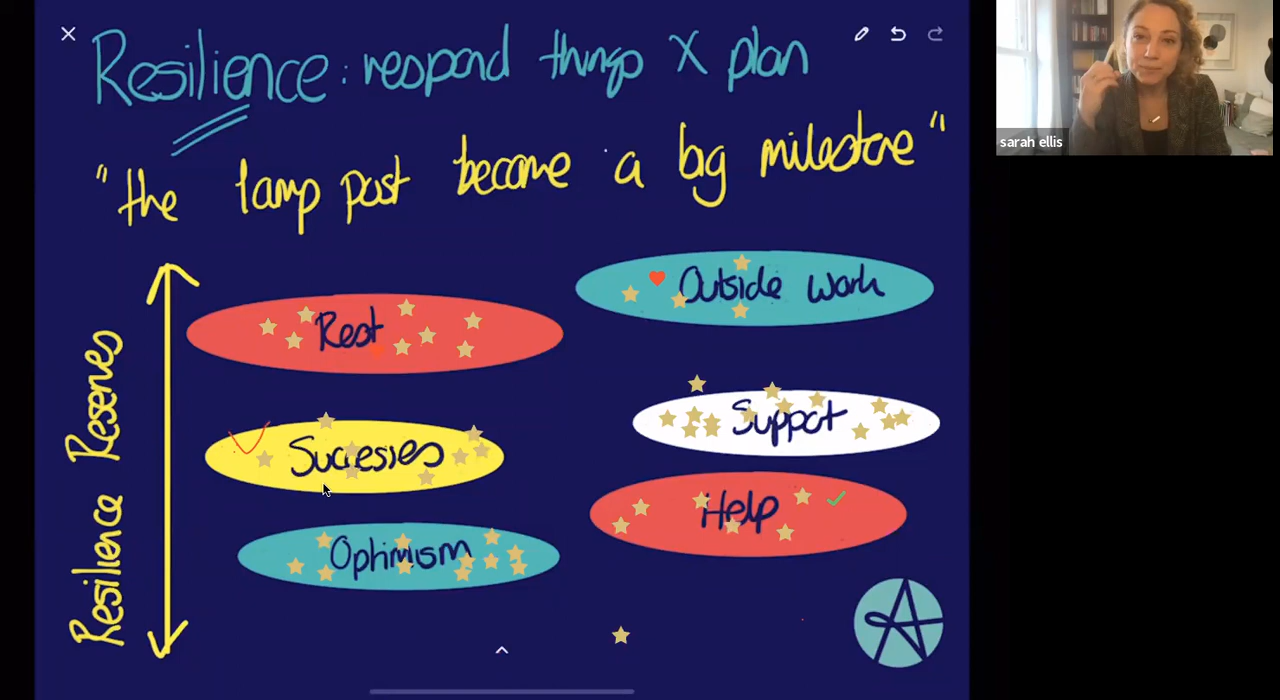 Resilience: respond things X plan
"the lamp post become a big milestone"
Resilience Reserves
Rest
Outside Work
Successes
Support
Optimism
Help
A
sarah ellis